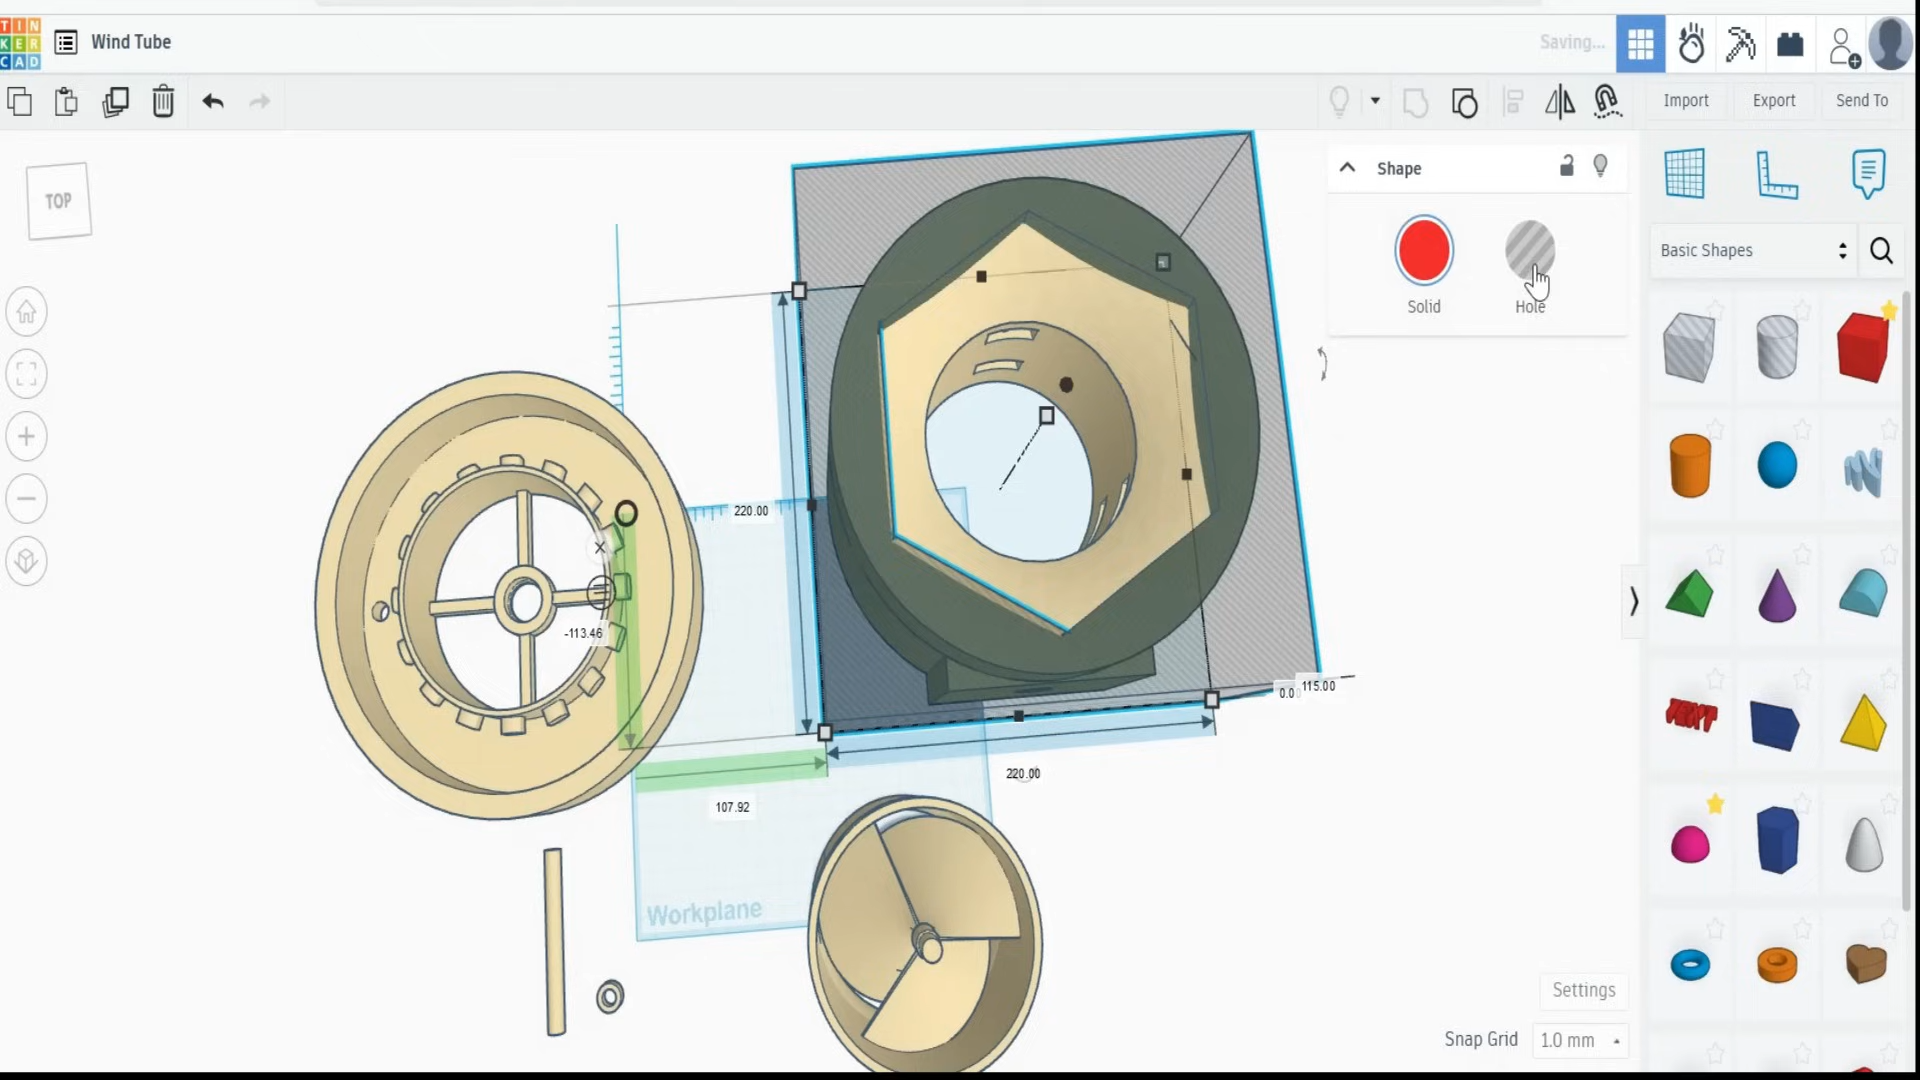 TIN
KER
CAD
Wind Tube
Saving...
Import
Export
Send To
TOP
Shape
Solid
Hole
Basic Shapes
TEXT
220.00
-113.46
0.0
115.00
220.00
107.92
Workplane
Settings
Snap Grid
1.0 mm